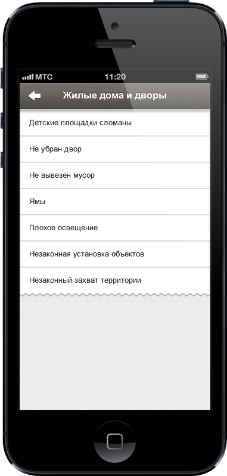 МТС 11:20
Жилые дома и дворы
Детские площадки сломаны
Не убран двор
Не вывезен мусор
Ямы
Плохое освещение
Незаконная установка объектов
Незаконный захват территории